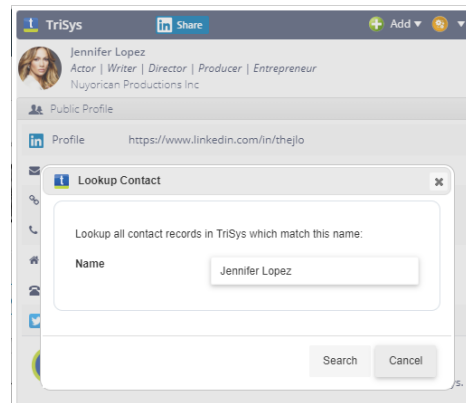 TriSys
Share
Add
Jennifer Lopez
Actor | Writer | Director | Producer | Entrepreneur
Nuyorican Productions Inc
Public Profile
Profile https://www.linkedin.com/in/thejlo
Lookup Contact
Lookup all contact records in TriSys which match this name:
Name Jennifer Lopez
Search Cancel